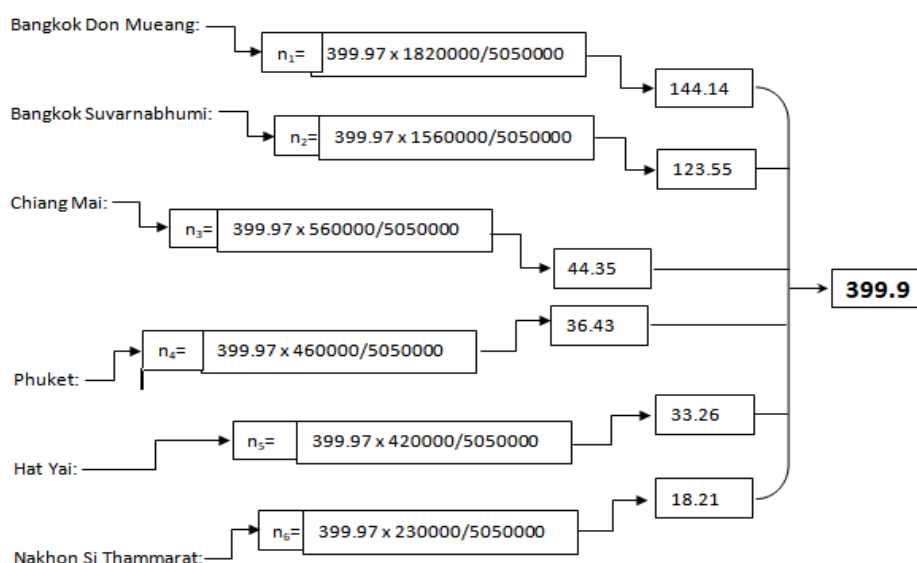 Bangkok Don Mueang:
n₁= 399.97 x 1820000/5050000
144.14
Bangkok Suvarnabhumi:
n₂= 399.97 x 1560000/5050000
123.55
Chiang Mai:
n₃= 399.97 x 560000/5050000
44.35
399.9
36.43
n₄= 399.97 x 460000/5050000
Phuket:
33.26
n₅= 399.97 x 420000/5050000
Hat Yai:
18.21
n₆= 399.97 x 230000/5050000
Nakhon Si Thammarat: